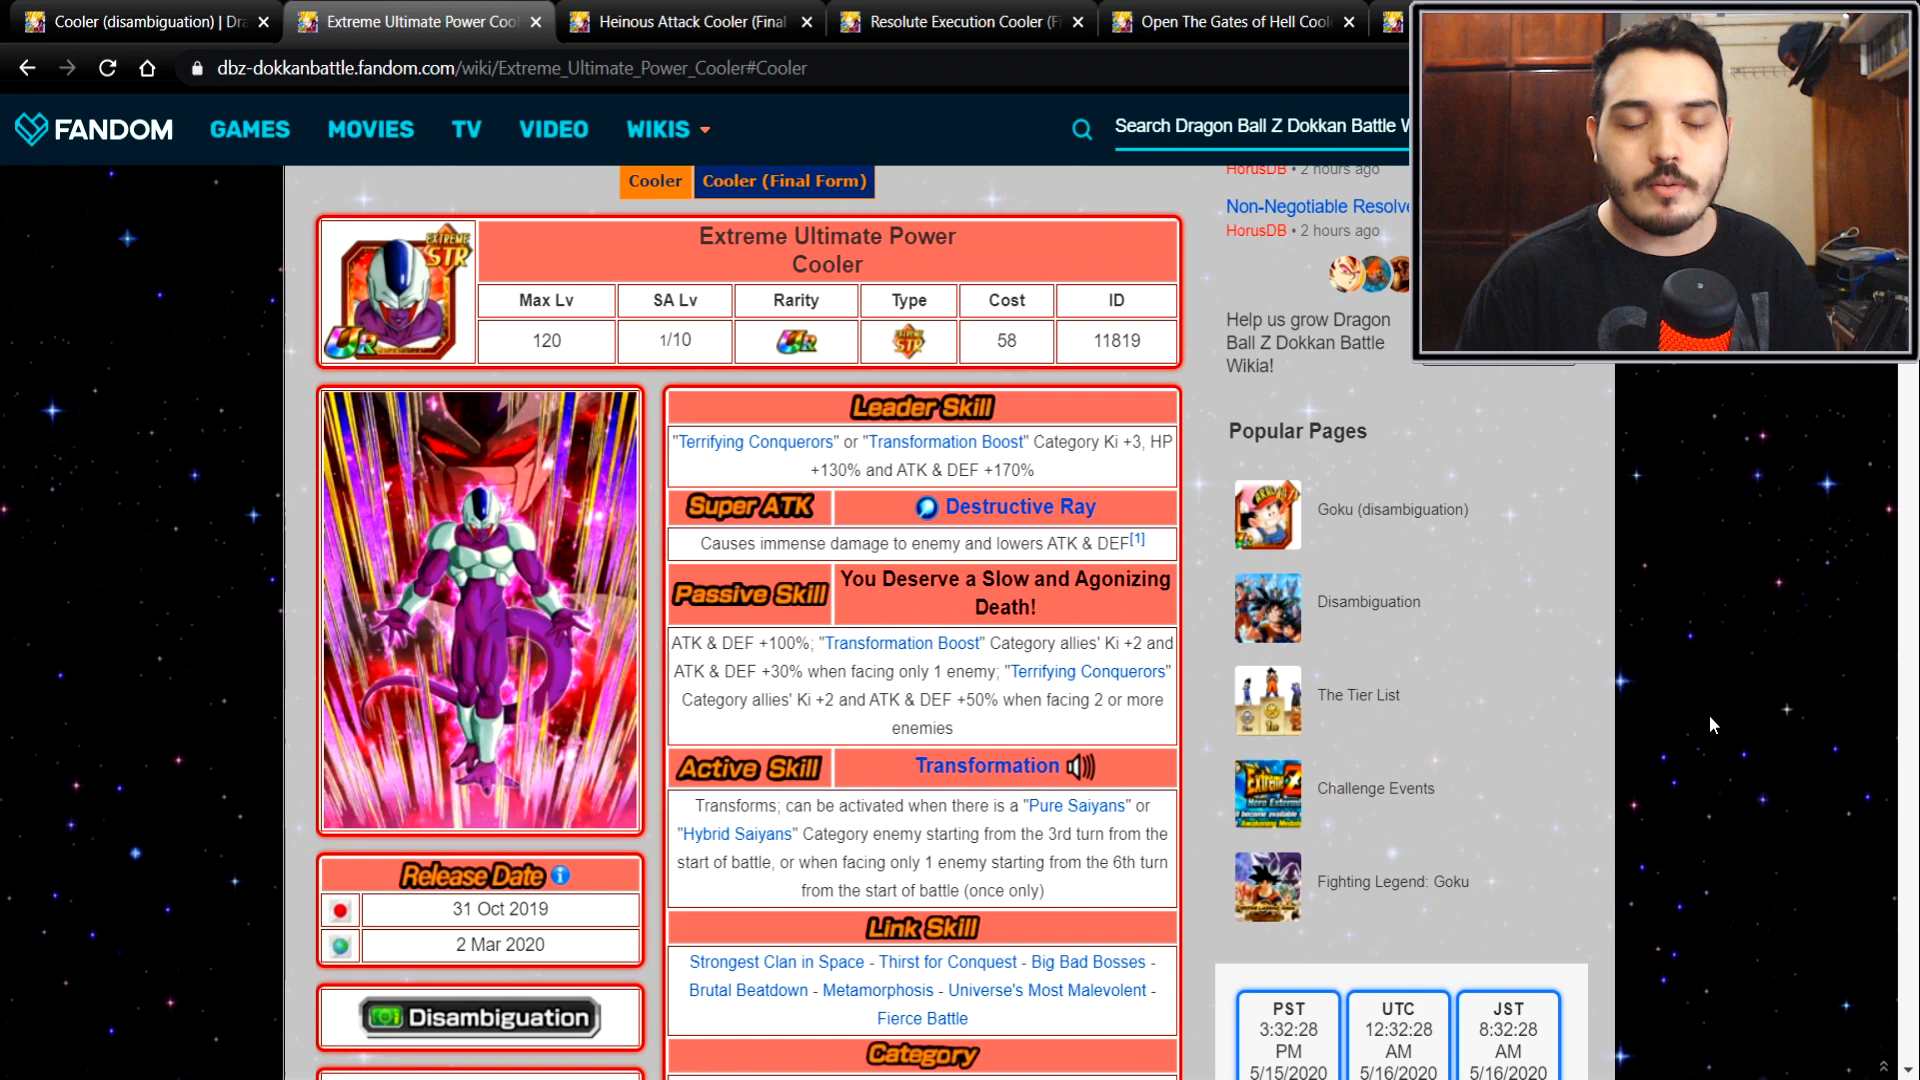 Cooler (disambiguation) | Dra
Extreme Ultimate Power Cool
Heinous Attack Cooler (Final
Resolute Execution Cooler (F
Open The Gates of Hell Cool
dbz-dokkanbattle.fandom.com/wiki/Extreme_Ultimate_Power_Cooler#Cooler
FANDOM
GAMES
MOVIES
TV
VIDEO
WIKIS
Search Dragon Ball Z Dokkan Battle W
Cooler
Cooler (Final Form)
HorusDB • 2 hours ago
Non-Negotiable Resolve
HorusDB • 2 hours ago
Help us grow Dragon
Ball Z Dokkan Battle
Wikia!
EXTREME
STR
UR
Extreme Ultimate Power
Cooler
Max Lv
SA Lv
Rarity
Type
Cost
ID
120
1/10
UR
EXTREME
STR
58
11819
Leader Skill
"Terrifying Conquerors" or "Transformation Boost" Category Ki +3, HP
+130% and ATK & DEF +170%
Super ATK
Destructive Ray
Causes immense damage to enemy and lowers ATK & DEF[1]
Passive Skill
You Deserve a Slow and Agonizing
Death!
ATK & DEF +100%; "Transformation Boost" Category allies' Ki +2 and
ATK & DEF +30% when facing only 1 enemy; "Terrifying Conquerors"
Category allies' Ki +2 and ATK & DEF +50% when facing 2 or more
enemies
Active Skill
Transformation
Transforms; can be activated when there is a "Pure Saiyans" or
"Hybrid Saiyans" Category enemy starting from the 3rd turn from the
start of battle, or when facing only 1 enemy starting from the 6th turn
from the start of battle (once only)
Link Skill
Strongest Clan in Space - Thirst for Conquest - Big Bad Bosses -
Brutal Beatdown - Metamorphosis - Universe's Most Malevolent -
Fierce Battle
Category
Release Date
31 Oct 2019
2 Mar 2020
Disambiguation
Popular Pages
Goku (disambiguation)
Disambiguation
The Tier List
Challenge Events
Fighting Legend: Goku
PST
3:32:28
PM
5/15/2020
UTC
12:32:28
AM
5/16/2020
JST
8:32:28
AM
5/16/2020